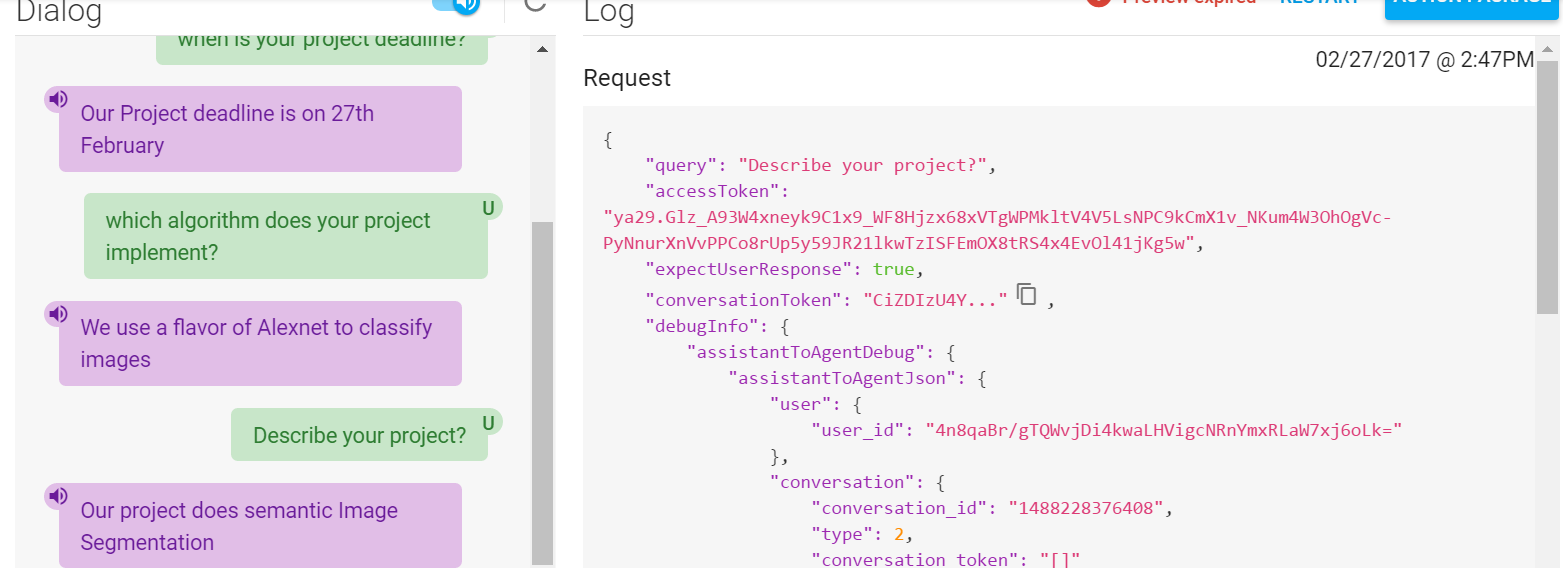 Dialog
when is your project deadline?
Our Project deadline is on 27th
February
U
which algorithm does your project
implement?
We use a flavor of Alexnet to classify
images
U
Describe your project?
Our project does semantic Image
Segmentation
Log
Preview expired
RESTART
ACTION PACKAGE
02/27/2017 @ 2:47PM
Request
{
"query": "Describe your project?",
"accessToken":
"ya29.Glz_A93W4xneyk9C1x9_WF8Hjzx68xVTgWPMkltV4V5LsNPC9kCmX1v_NKum4W3OhOgVc-
PyNnurXnVvPPCo8rUp5y59JR21lkwTzISFEmOX8tRS4x4EvOl41jKg5w",
"expectUserResponse": true,
"conversationToken": "CiZDIzU4Y..." ,
"debugInfo": {
"assistantToAgentDebug": {
"assistantToAgentJson": {
"user": {
"user_id": "4n8qaBr/gTQWvjDi4kwaLHVigcNRnYmxRLaW7xj6oLk="
},
"conversation": {
"conversation_id": "1488228376408",
"type": 2,
"conversation_token": "[]"